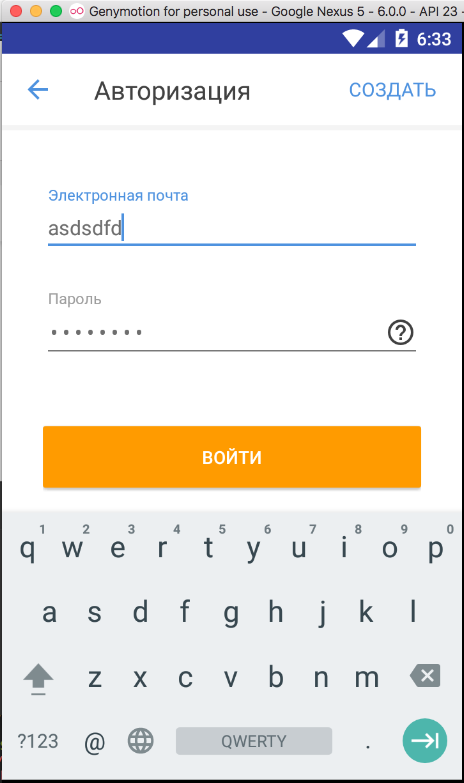 Genymotion for personal use - Google Nexus 5 - 6.0.0 - API 23 -
6:33
Авторизация СОЗДАТЬ
Электронная почта
asdsdfd
Пароль
••••••••
ВОЙТИ
1 2 3 4 5 6 7 8 9 0
q w e r t y u i o p
a s d f g h j k l
z x c v b n m
?123 @ QWERTY .